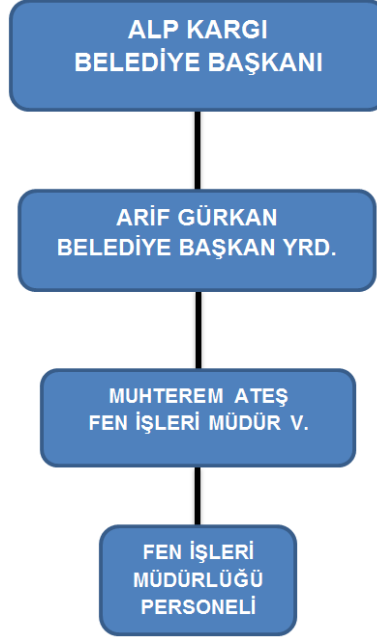 ALP KARGI
BELEDİYE BAŞKANI
ARİF GÜRKAN
BELEDİYE BAŞKAN YRD.
MUHTEREM ATEŞ
FEN İŞLERİ MÜDÜR V.
FEN İŞLERİ
MÜDÜRLÜĞÜ
PERSONELİ